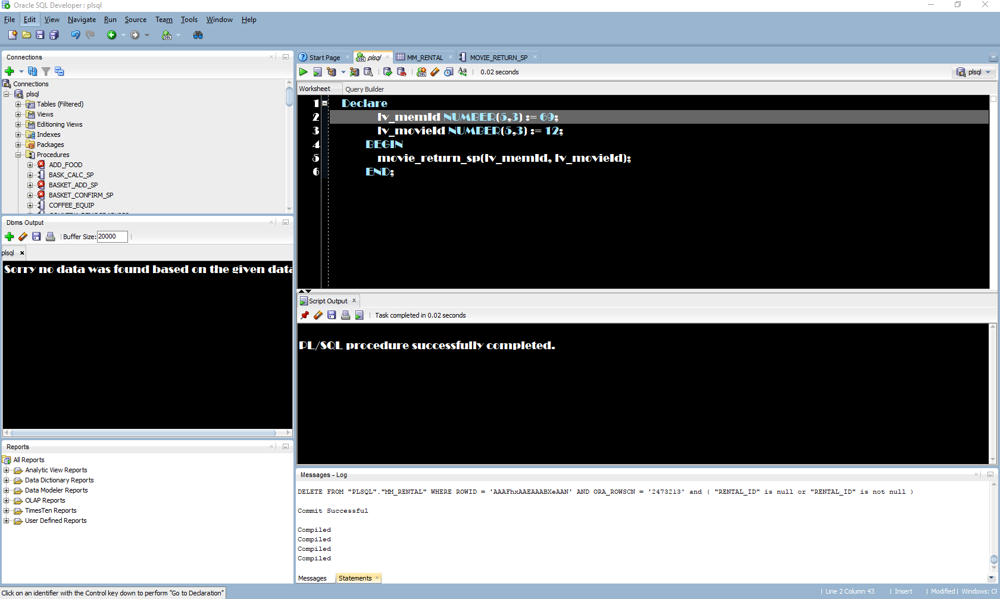 Oracle SQL Developer : plsql
File Edit View Navigate Run Source Team Tools Window Help
Connections
Connections
plsql
Tables (Filtered)
Views
Editioning Views
Indexes
Packages
Procedures
ADD_FOOD
BASK_CALC_SP
BASKET_ADD_SP
BASKET_CONFIRM_SP
COFFEE_EQUIP
Dbms Output
Buffer Size: 20000
plsql
Sorry no data was found based on the given data
Reports
All Reports
Analytic View Reports
Data Dictionary Reports
Data Modeler Reports
OLAP Reports
TimesTen Reports
User Defined Reports
Start Page plsql MM_RENTAL MOVIE_RETURN_SP
0.02 seconds plsql
Worksheet Query Builder
1 Declare
2 lv_memId NUMBER(5,3) := 69;
3 lv_movieId NUMBER(5,3) := 12;
4 BEGIN
5 movie_return_sp(lv_memId, lv_movieId);
6 END;
Script Output
Task completed in 0.02 seconds
PL/SQL procedure successfully completed.
Messages - Log
DELETE FROM "PLSQL"."MM_RENTAL" WHERE ROWID = 'AAAFhxAAEAAABXeAAN' AND ORA_ROWSCN = '2473213' and ( "RENTAL_ID" is null or "RENTAL_ID" is not null )
Commit Successful
Compiled
Compiled
Compiled
Compiled
Messages Statements
Click on an identifier with the Control key down to perform "Go to Declaration"
Line 2 Column 43 Insert Modified Windows: CF